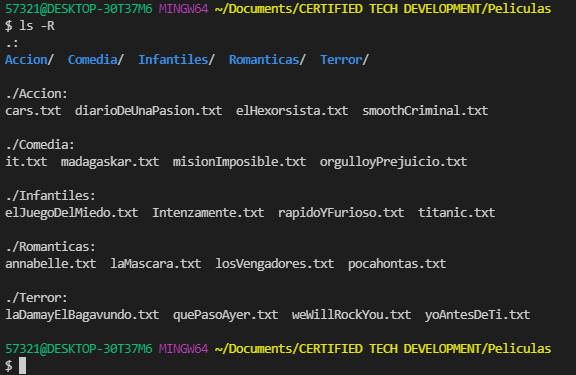 57321@DESKTOP-30T37M6 MINGW64 ~/Documents/CERTIFIED TECH DEVELOPMENT/Peliculas
$ ls -R
.:
Accion/  Comedia/  Infantiles/  Romanticas/  Terror/

./Accion:
cars.txt  diarioDeUnaPasion.txt  elHexorsista.txt  smoothCriminal.txt

./Comedia:
it.txt  madagaskar.txt  misionImposible.txt  orgulloyPrejuicio.txt

./Infantiles:
elJuegoDelMiedo.txt  Intenzamente.txt  rapidoYFurioso.txt  titanic.txt

./Romanticas:
annabelle.txt  laMascara.txt  losVengadores.txt  pocahontas.txt

./Terror:
laDamayElBagavundo.txt  quePasoAyer.txt  weWillRockYou.txt  yoAntesDeTi.txt

57321@DESKTOP-30T37M6 MINGW64 ~/Documents/CERTIFIED TECH DEVELOPMENT/Peliculas
$